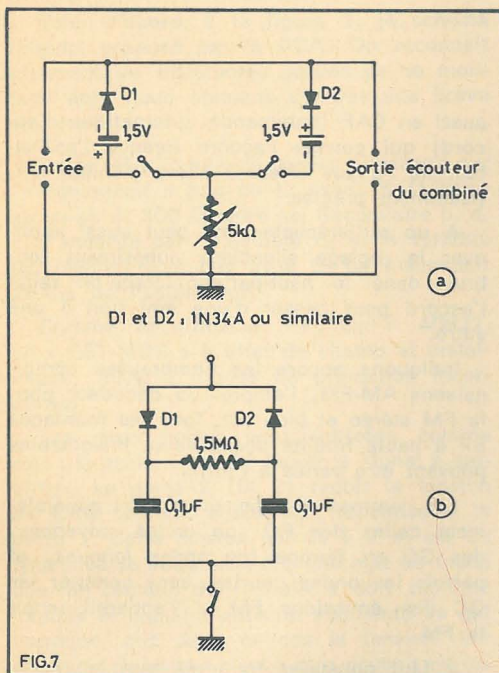 D1
D2
- 1,5V +
1,5V - +
Entrée
Sortie écouteur
du combiné
5kΩ
a
D1 et D2 , 1N34A ou similaire
D1
D2
1,5MΩ
b
0,1µF
0,1µF
FIG.7